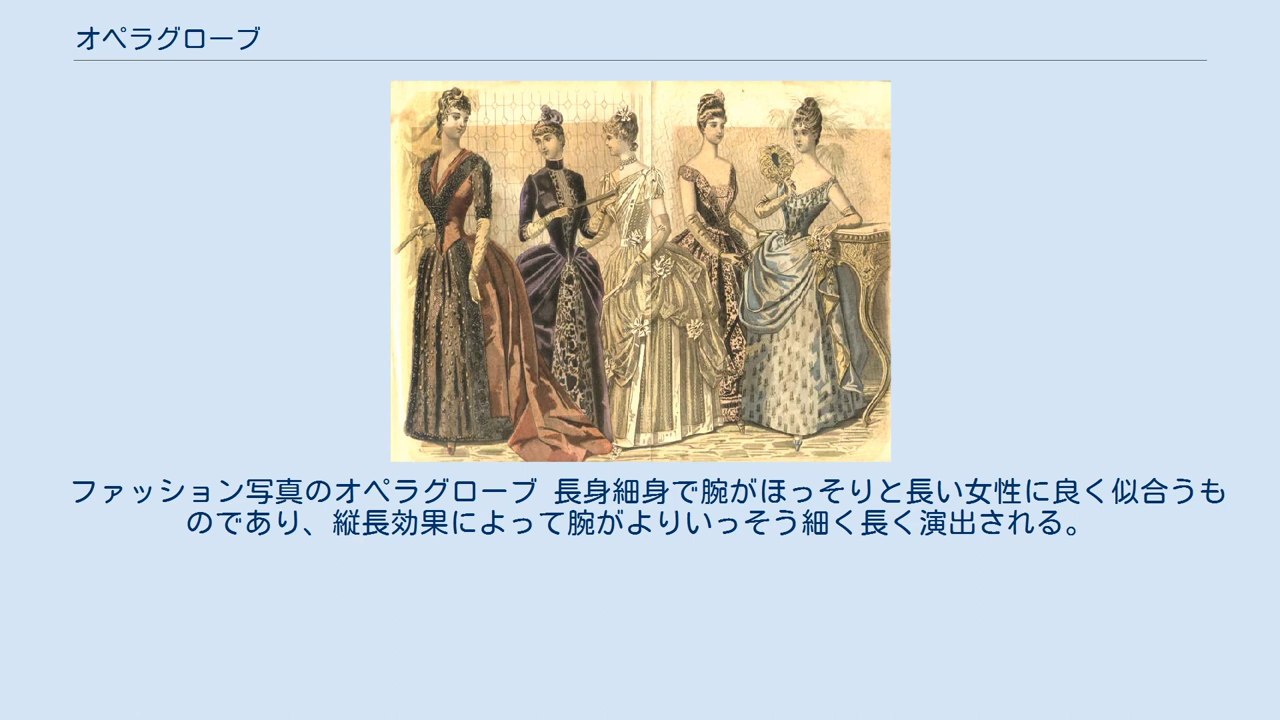 オペラグローブ
ファッション写真のオペラグローブ 長身細身で腕がほっそりと長い女性に良く似合うも
のであり、縦長効果によって腕がよりいっそう細く長く演出される。